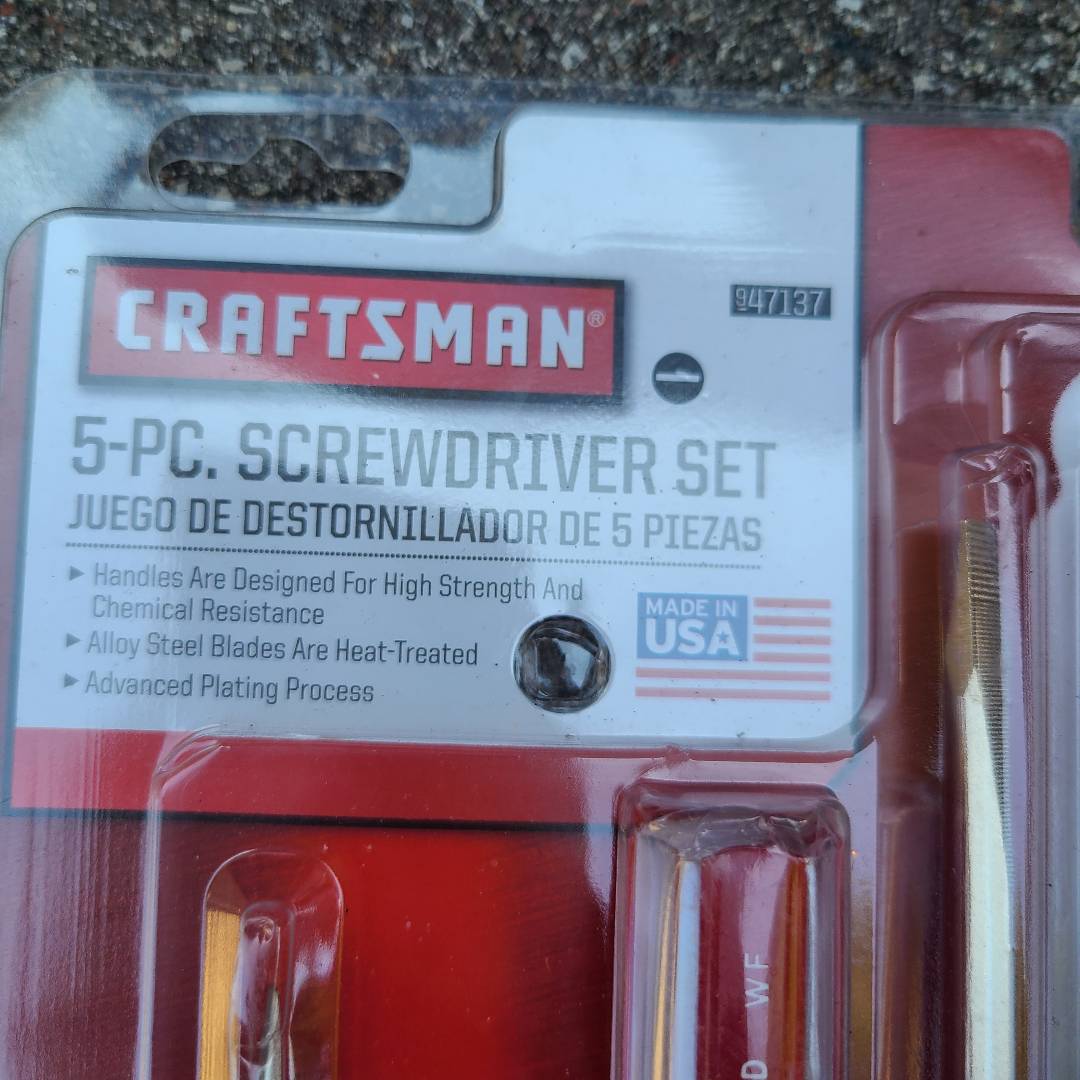 CRAFTSMAN®
947137
5-PC. SCREWDRIVER SET
JUEGO DE DESTORNILLADOR DE 5 PIEZAS
▸ Handles Are Designed For High Strength And
Chemical Resistance
▸ Alloy Steel Blades Are Heat-Treated
▸ Advanced Plating Process
MADE IN
USA
D WF